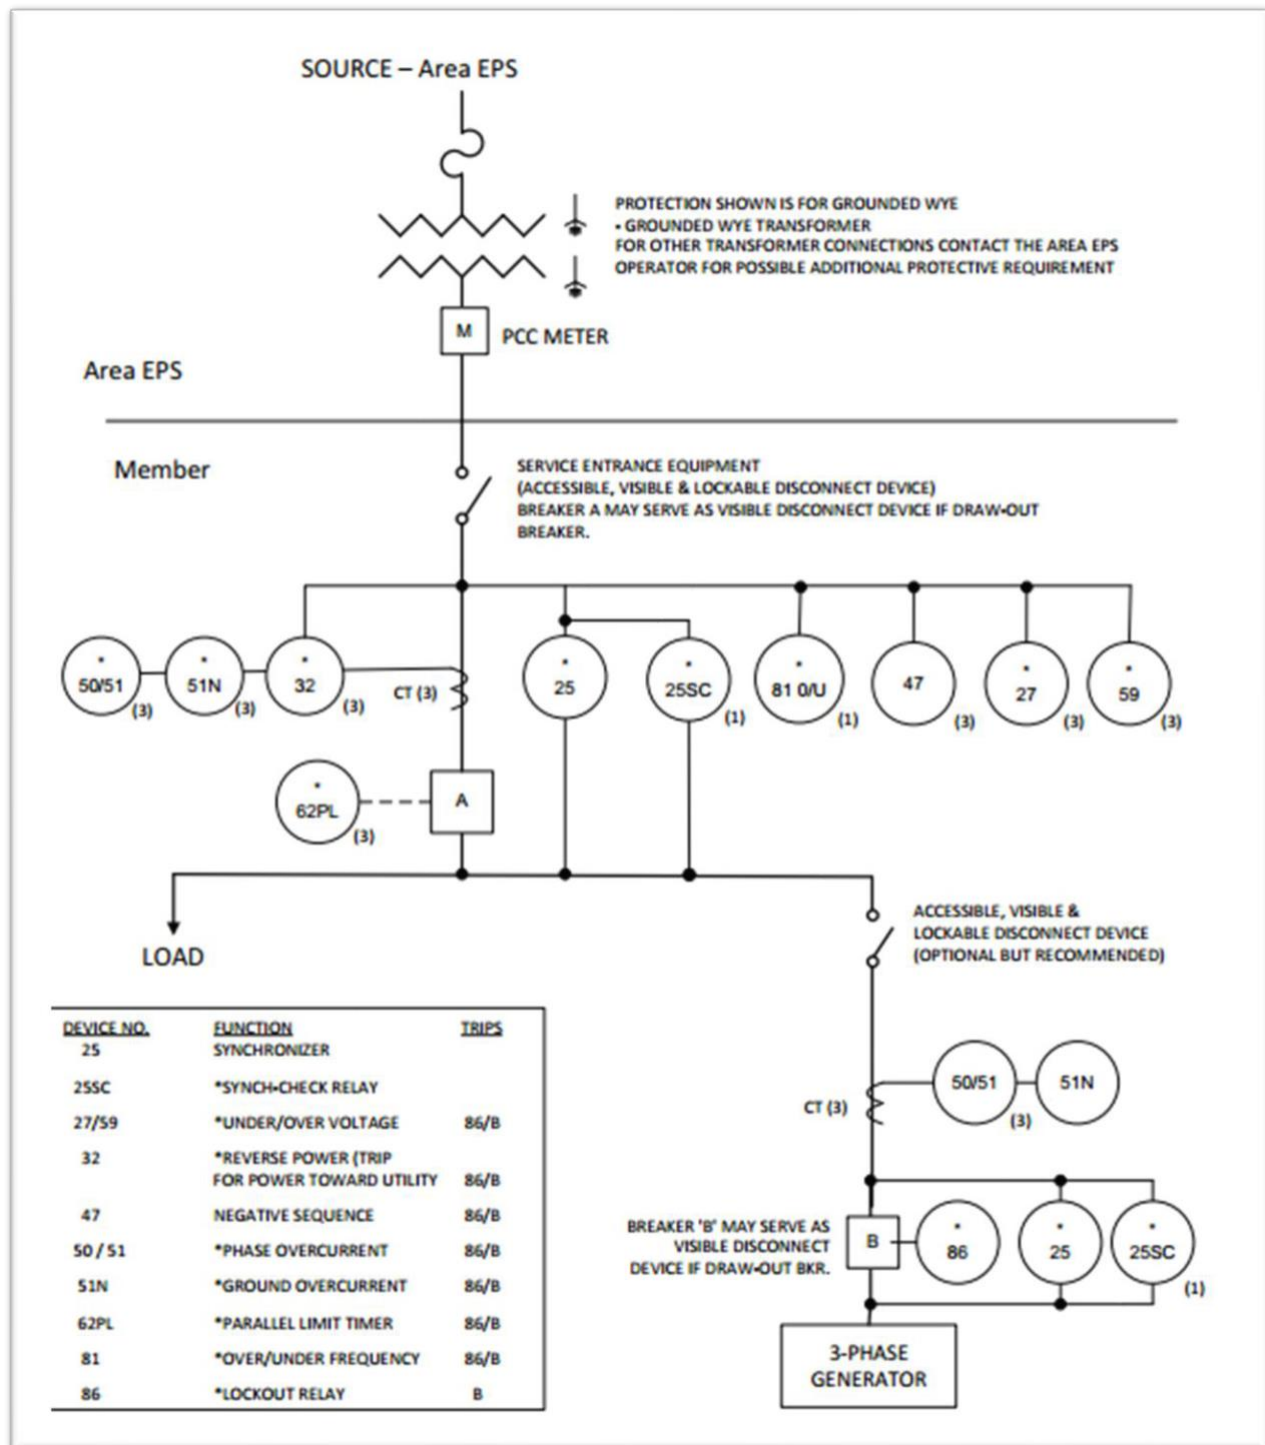 SOURCE – Area EPS
PROTECTION SHOWN IS FOR GROUNDED WYE
- GROUNDED WYE TRANSFORMER
FOR OTHER TRANSFORMER CONNECTIONS CONTACT THE AREA EPS
OPERATOR FOR POSSIBLE ADDITIONAL PROTECTIVE REQUIREMENT
M
PCC METER
Area EPS
Member
SERVICE ENTRANCE EQUIPMENT
(ACCESSIBLE, VISIBLE & LOCKABLE DISCONNECT DEVICE)
BREAKER A MAY SERVE AS VISIBLE DISCONNECT DEVICE IF DRAW-OUT
BREAKER.
* 50/51 (3)
* 51N (3)
* 32 (3)
CT (3)
* 25
* 25SC (1)
* 81 0/U (1)
47 (3)
* 27 (3)
* 59 (3)
* 62PL (3)
A
LOAD
ACCESSIBLE, VISIBLE &
LOCKABLE DISCONNECT DEVICE
(OPTIONAL BUT RECOMMENDED)
CT (3)
50/51 (3)
51N
BREAKER 'B' MAY SERVE AS
VISIBLE DISCONNECT
DEVICE IF DRAW-OUT BKR.
B
* 86
* 25
* 25SC (1)
3-PHASE
GENERATOR
DEVICE NO. FUNCTION TRIPS
25 SYNCHRONIZER
25SC *SYNCH-CHECK RELAY
27/59 *UNDER/OVER VOLTAGE 86/B
32 *REVERSE POWER (TRIP
FOR POWER TOWARD UTILITY 86/B
47 NEGATIVE SEQUENCE 86/B
50 / 51 *PHASE OVERCURRENT 86/B
51N *GROUND OVERCURRENT 86/B
62PL *PARALLEL LIMIT TIMER 86/B
81 *OVER/UNDER FREQUENCY 86/B
86 *LOCKOUT RELAY B